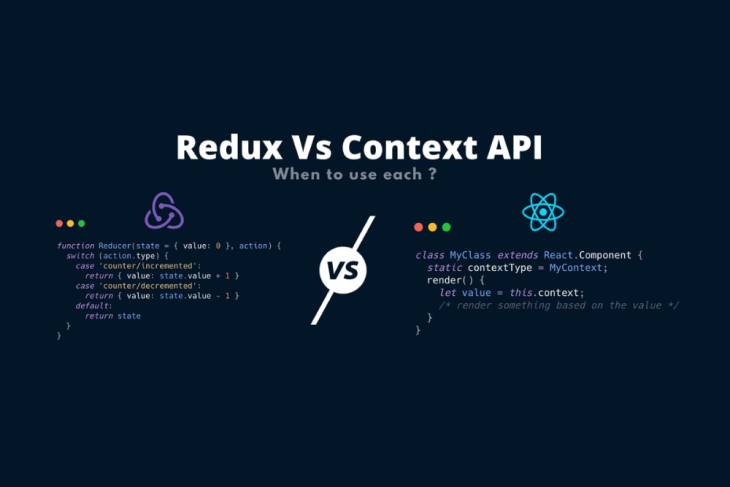 Redux Vs Context API
When to use each ?
function Reducer(state = { value: 0 }, action) {
switch (action.type) {
case 'counter/incremented':
return { value: state.value + 1 }
case 'counter/decremented':
return { value: state.value - 1 }
default:
return state
}
}
VS
class MyClass extends React.Component {
static contextType = MyContext;
render() {
let value = this.context;
/* render something based on the value */
}
}